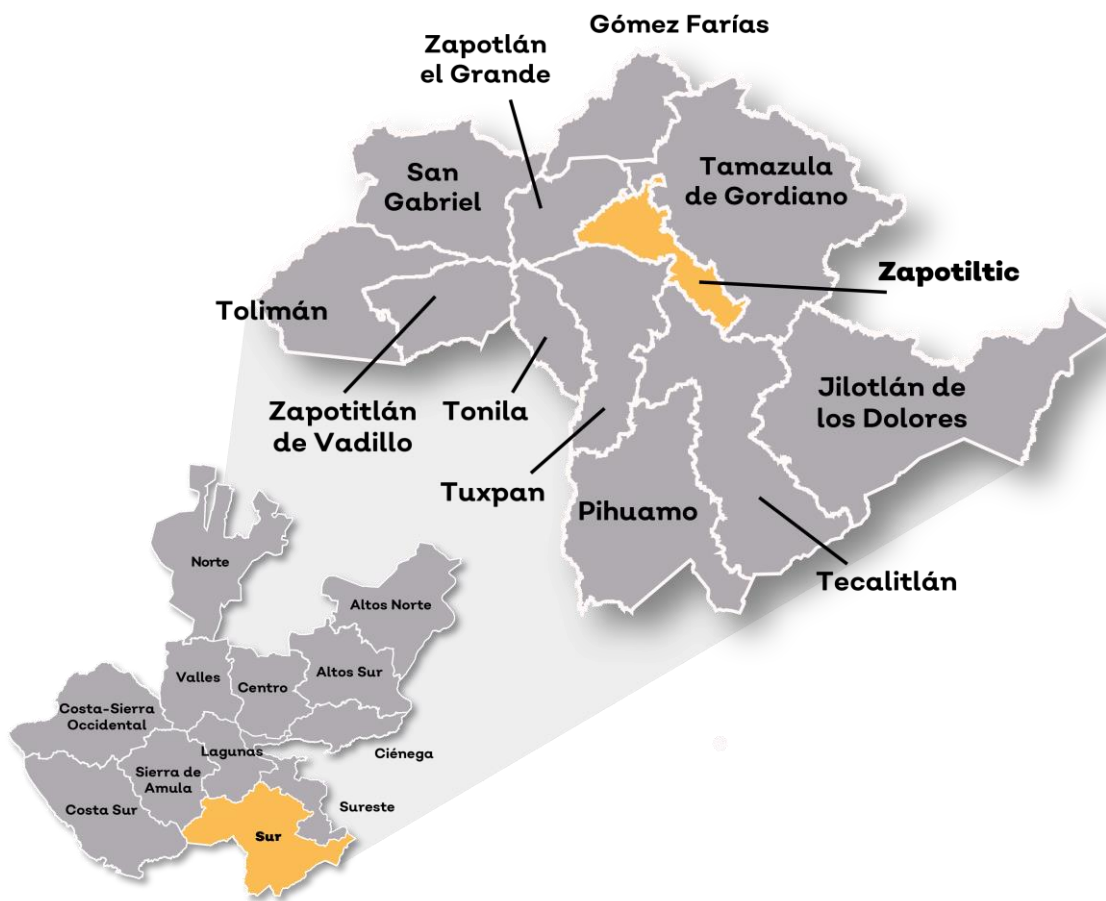 Gómez Farías
Zapotlán
el Grande
San
Gabriel
Tamazula
de Gordiano
Zapotiltic
Tolimán
Zapotitlán
de Vadillo
Tonila
Jilotlán de
los Dolores
Tuxpan
Pihuamo
Tecalitlán
Norte
Altos Norte
Valles
Centro
Altos Sur
Costa-Sierra
Occidental
Lagunas
Ciénega
Sierra de
Amula
Costa Sur
Sureste
Sur